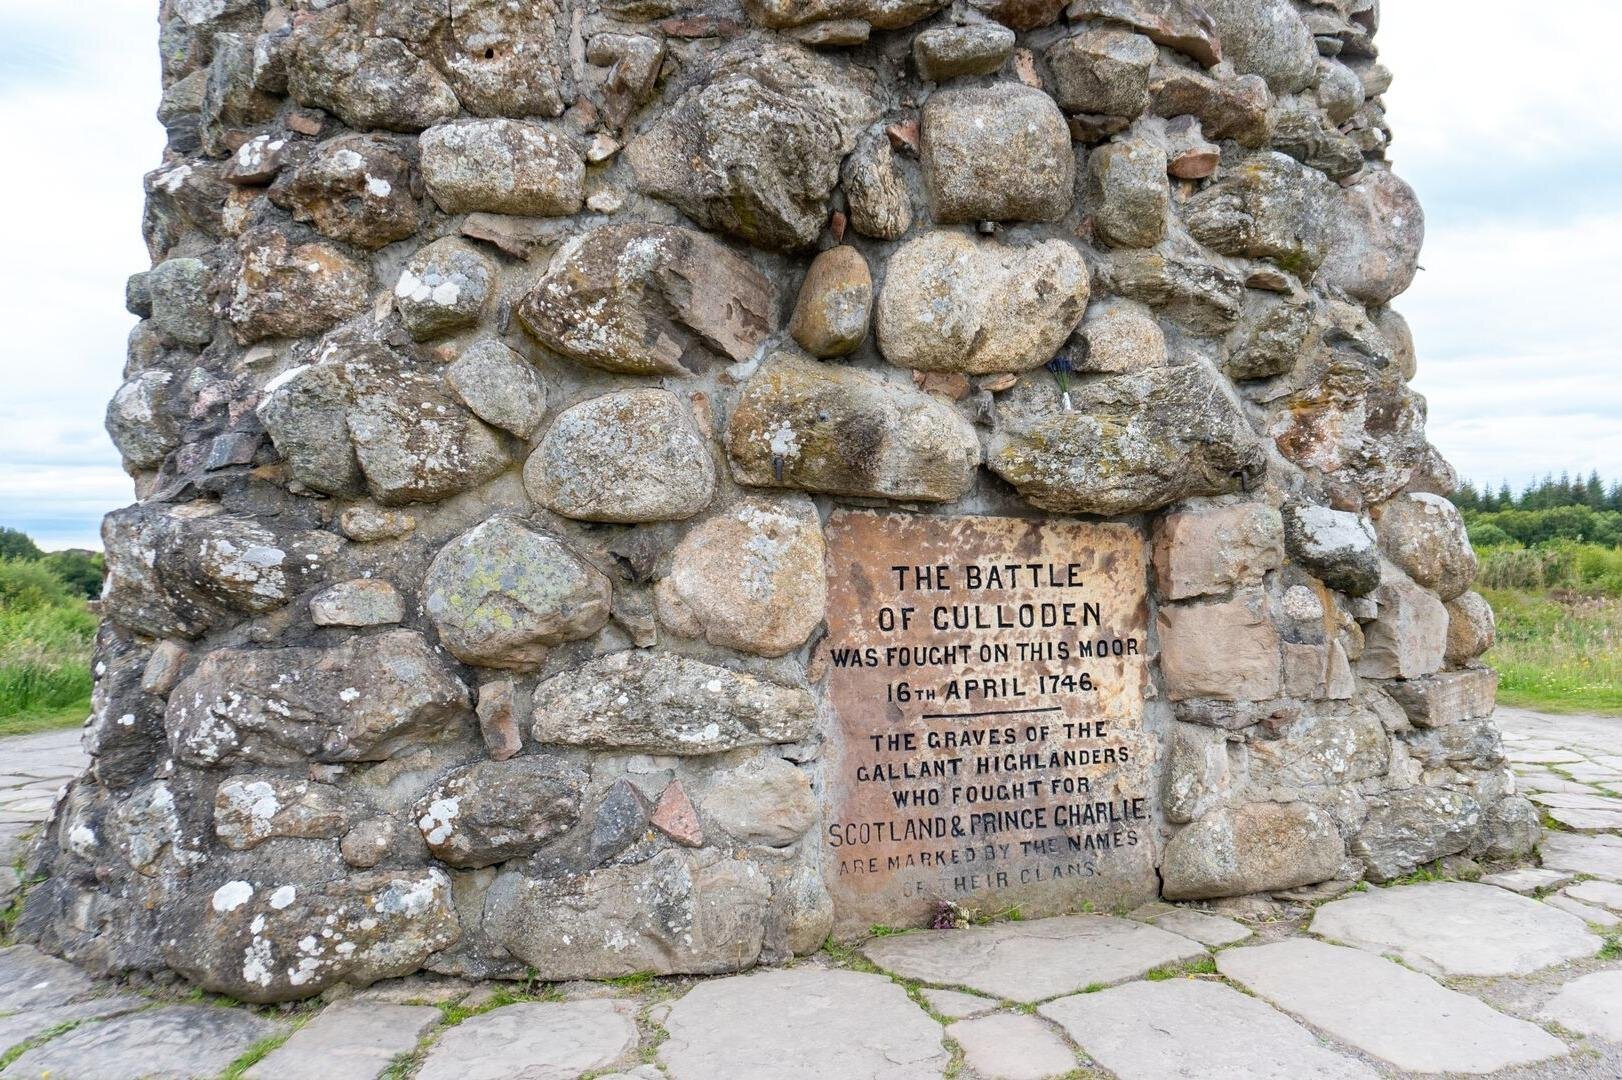 THE BATTLE
OF CULLODEN
WAS FOUGHT ON THIS MOOR
16TH APRIL 1746.
THE GRAVES OF THE
GALLANT HIGHLANDERS,
WHO FOUGHT FOR
SCOTLAND & PRINCE CHARLIE,
ARE MARKED BY THE NAMES
OF THEIR CLANS.